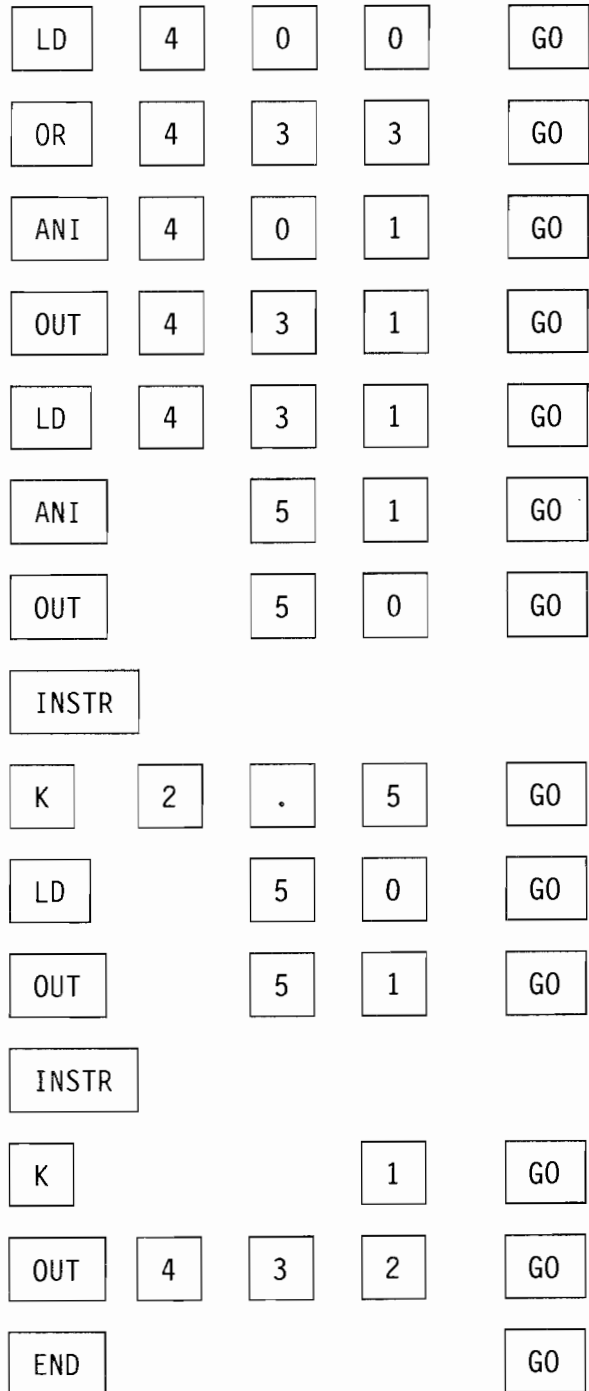 LD 4 0 0 GO
OR 4 3 3 GO
ANI 4 0 1 GO
OUT 4 3 1 GO
LD 4 3 1 GO
ANI 5 1 GO
OUT 5 0 GO
INSTR
K 2 . 5 GO
LD 5 0 GO
OUT 5 1 GO
INSTR
K 1 GO
OUT 4 3 2 GO
END GO